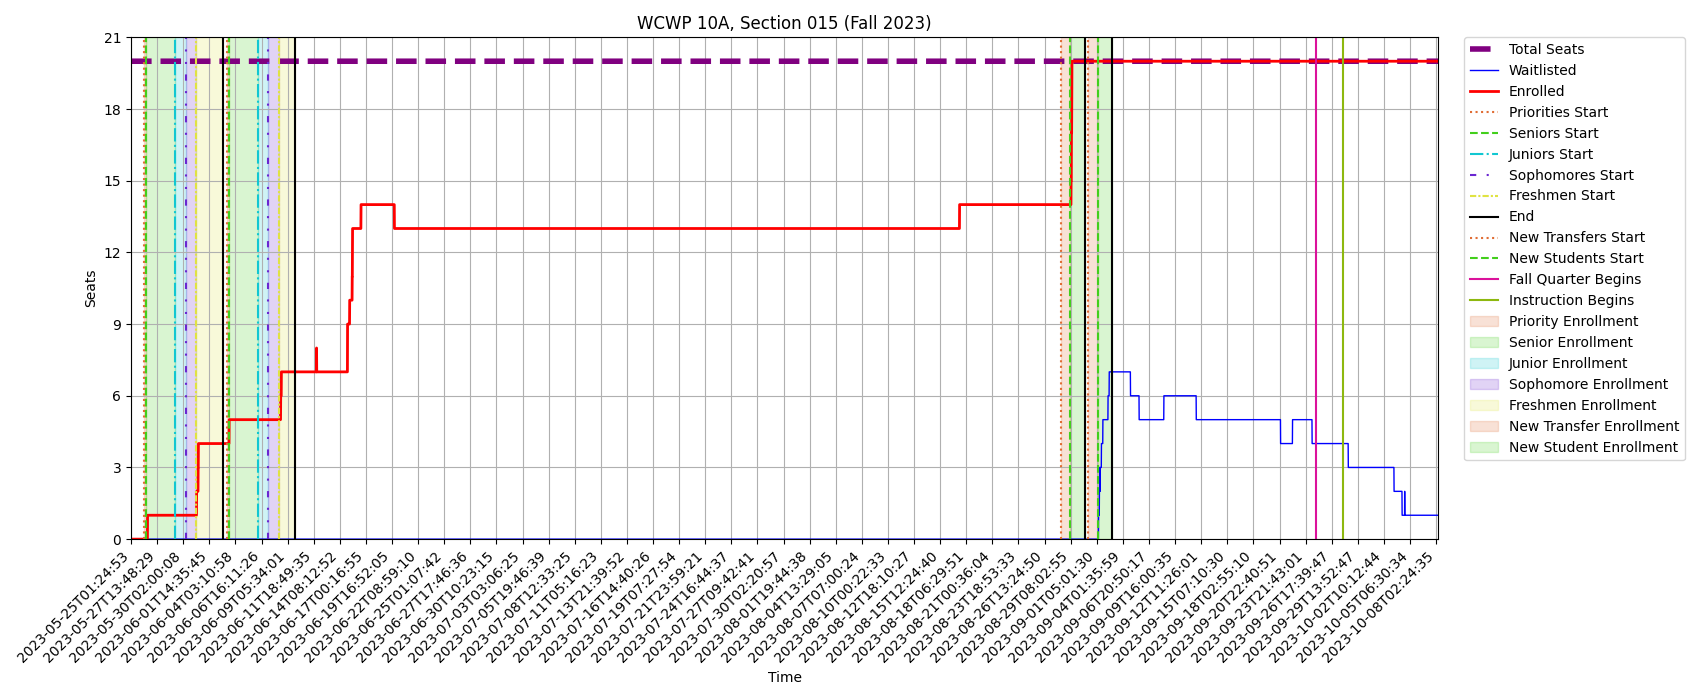 WCWP 10A, Section 015 (Fall 2023)
21
18
15
12
9
6
3
0
Seats
2023-05-25T01:24:53
2023-05-27T13:48:29
2023-05-30T02:00:08
2023-06-01T14:35:45
2023-06-04T03:10:58
2023-06-06T16:11:26
2023-06-09T05:34:01
2023-06-11T18:49:35
2023-06-14T08:12:52
2023-06-17T00:16:55
2023-06-19T16:52:05
2023-06-22T08:59:10
2023-06-25T01:07:42
2023-06-27T17:46:36
2023-06-30T10:23:15
2023-07-03T03:06:25
2023-07-05T19:46:39
2023-07-08T12:33:25
2023-07-11T05:16:23
2023-07-13T21:39:52
2023-07-16T14:40:26
2023-07-19T07:27:54
2023-07-21T23:59:21
2023-07-24T16:44:37
2023-07-27T09:42:41
2023-07-30T02:20:57
2023-08-01T19:44:38
2023-08-04T13:29:05
2023-08-07T07:00:24
2023-08-10T00:22:33
2023-08-12T18:10:27
2023-08-15T12:24:40
2023-08-18T06:29:51
2023-08-21T00:36:04
2023-08-23T18:53:33
2023-08-26T13:24:50
2023-08-29T08:02:55
2023-09-01T05:01:30
2023-09-04T01:35:59
2023-09-06T20:50:17
2023-09-09T16:00:35
2023-09-12T11:26:01
2023-09-15T07:10:30
2023-09-18T02:55:10
2023-09-20T22:40:51
2023-09-23T21:43:01
2023-09-26T17:39:47
2023-09-29T13:52:47
2023-10-02T10:12:44
2023-10-05T06:30:34
2023-10-08T02:24:35
Time
Total Seats
Waitlisted
Enrolled
Priorities Start
Seniors Start
Juniors Start
Sophomores Start
Freshmen Start
End
New Transfers Start
New Students Start
Fall Quarter Begins
Instruction Begins
Priority Enrollment
Senior Enrollment
Junior Enrollment
Sophomore Enrollment
Freshmen Enrollment
New Transfer Enrollment
New Student Enrollment